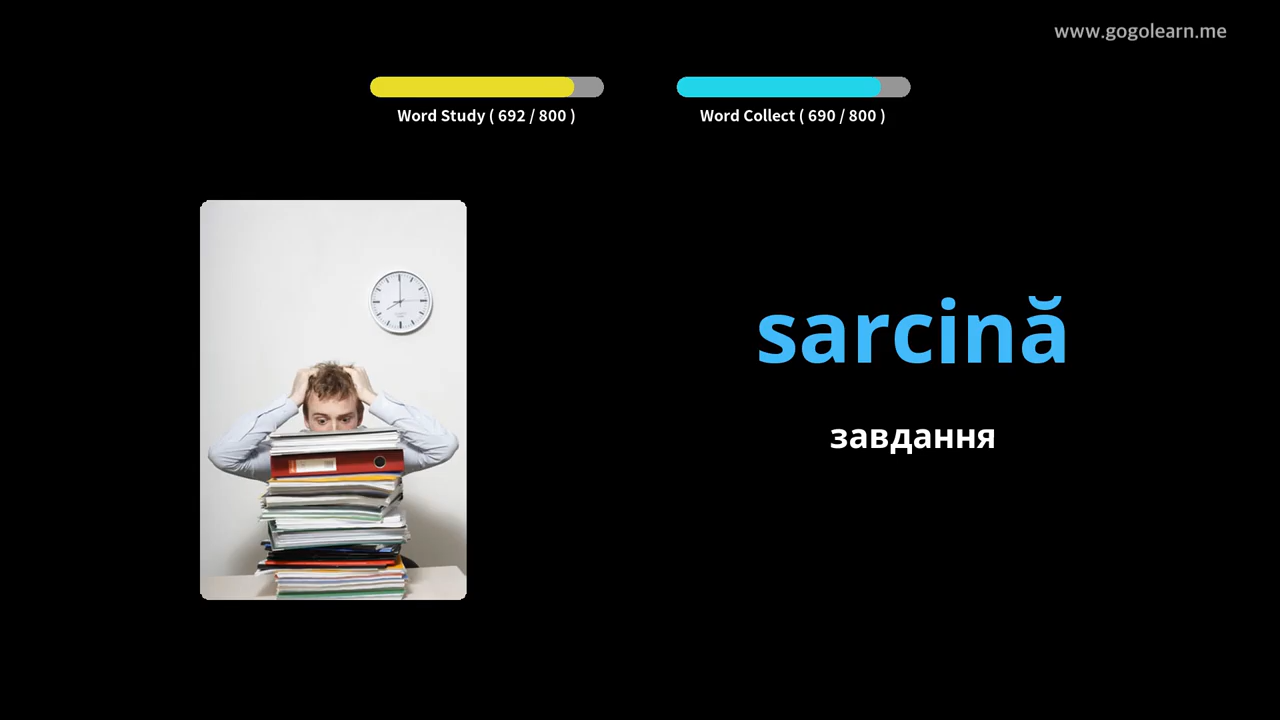 www.gogolearn.me
Word Study ( 692 / 800 )
Word Collect ( 690 / 800 )
sarcină
завдання